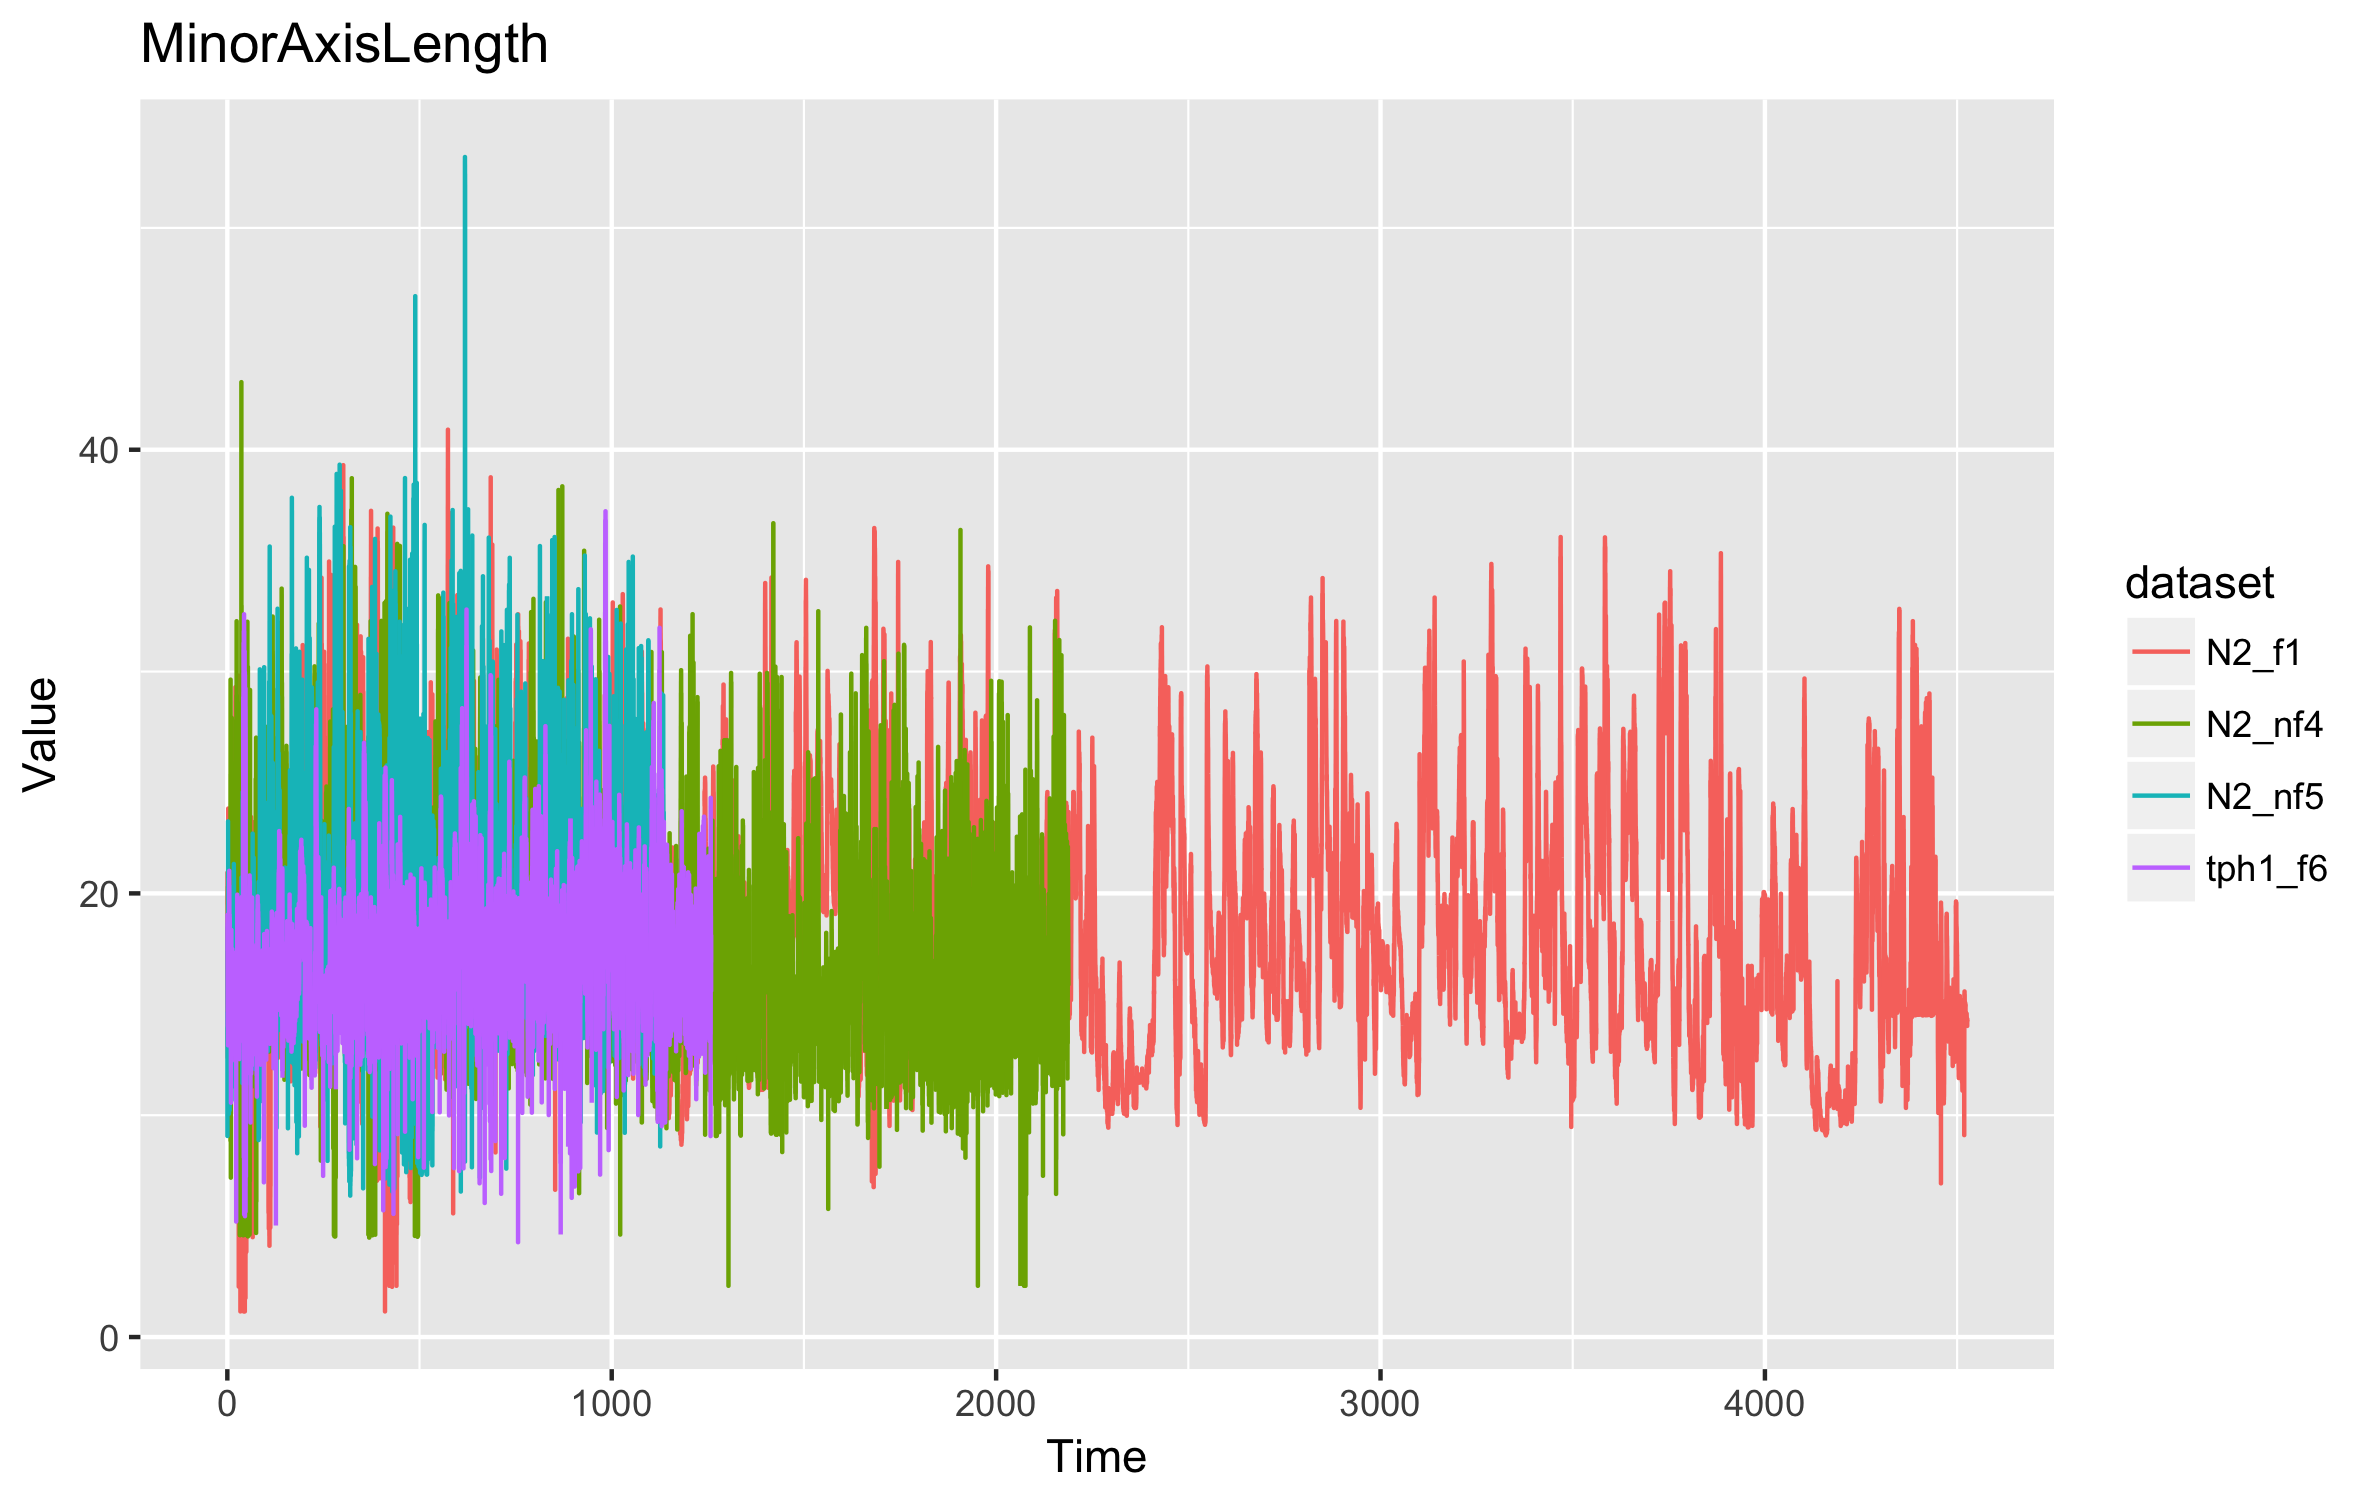 MinorAxisLength
Value
40
20
0
0
1000
2000
3000
4000
Time
dataset
N2_f1
N2_nf4
N2_nf5
tph1_f6